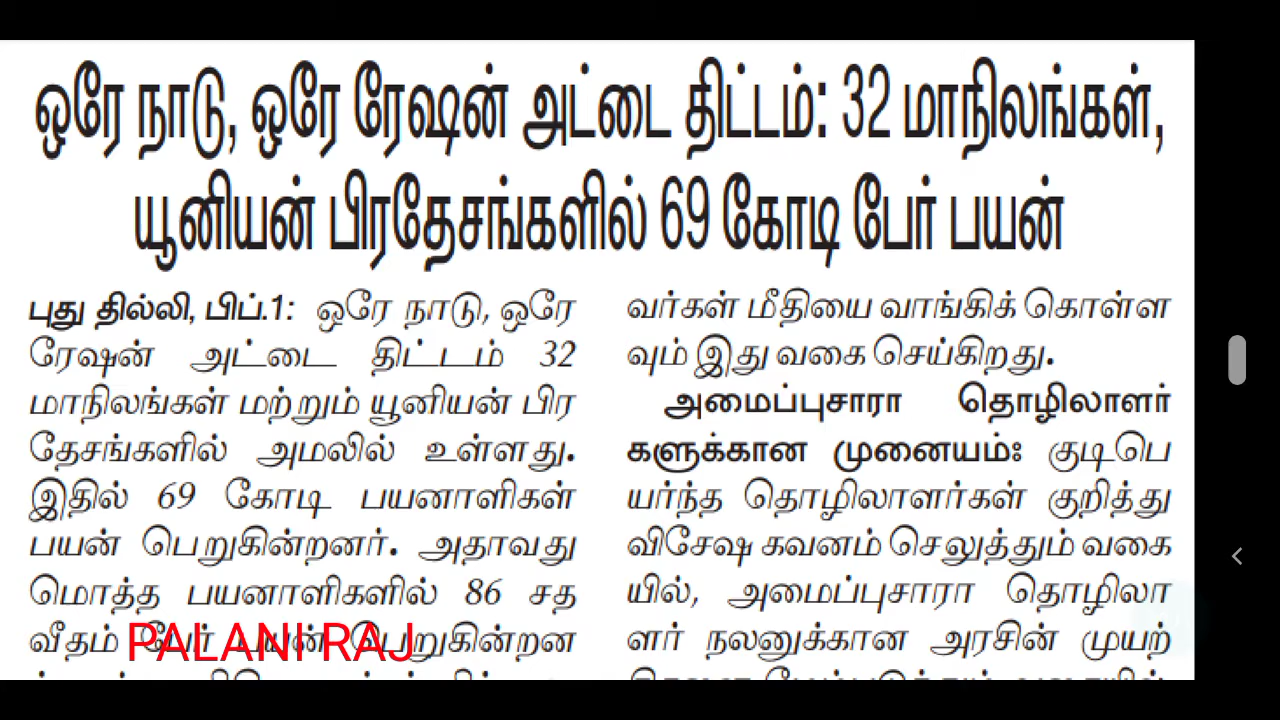 ஒரே நாடு, ஒரே ரேஷன் அட்டை திட்டம்: 32 மாநிலங்கள்,
யூனியன் பிரதேசங்களில் 69 கோடி பேர் பயன்
புது தில்லி, பிப்.1: ஒரே நாடு, ஒரே
ரேஷன் அட்டை திட்டம் 32
மாநிலங்கள் மற்றும் யூனியன் பிர
தேசங்களில் அமலில் உள்ளது.
இதில் 69 கோடி பயனாளிகள்
பயன் பெறுகின்றனர். அதாவது
மொத்த பயனாளிகளில் 86 சத
வீதம் பேர் பயன் பெறுகின்றன
வர்கள் மீதியை வாங்கிக் கொள்ள
வும் இது வகை செய்கிறது.
அமைப்புசாரா தொழிலாளர்
களுக்கான முனையம்: குடிபெ
யர்ந்த தொழிலாளர்கள் குறித்து
விசேஷ கவனம் செலுத்தும் வகை
யில், அமைப்புசாரா தொழிலா
ளர் நலனுக்கான அரசின் முயற்
PALANI RAJ